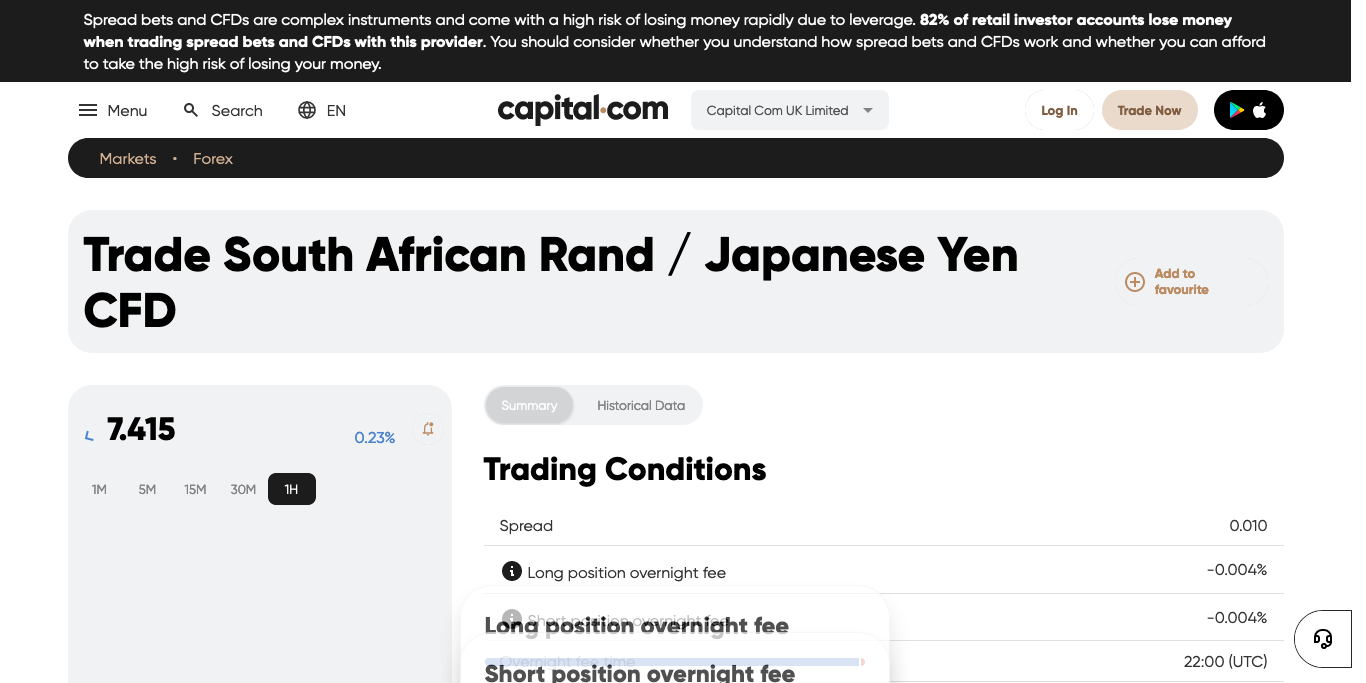 Spread bets and CFDs are complex instruments and come with a high risk of losing money rapidly due to leverage. 82% of retail investor accounts lose money
when trading spread bets and CFDs with this provider. You should consider whether you understand how spread bets and CFDs work and whether you can afford
to take the high risk of losing your money.
Menu Search EN capital.com Capital Com UK Limited Log In Trade Now
Markets • Forex
Trade South African Rand / Japanese Yen
CFD
Add to
favourite
7.415
0.23%
1M 5M 15M 30M 1H
Summary Historical Data
Trading Conditions
Spread 0.010
Long position overnight fee -0.004%
Short position overnight fee -0.004%
Long position overnight fee
Overnight fee time 22:00 (UTC)
Short position overnight fee